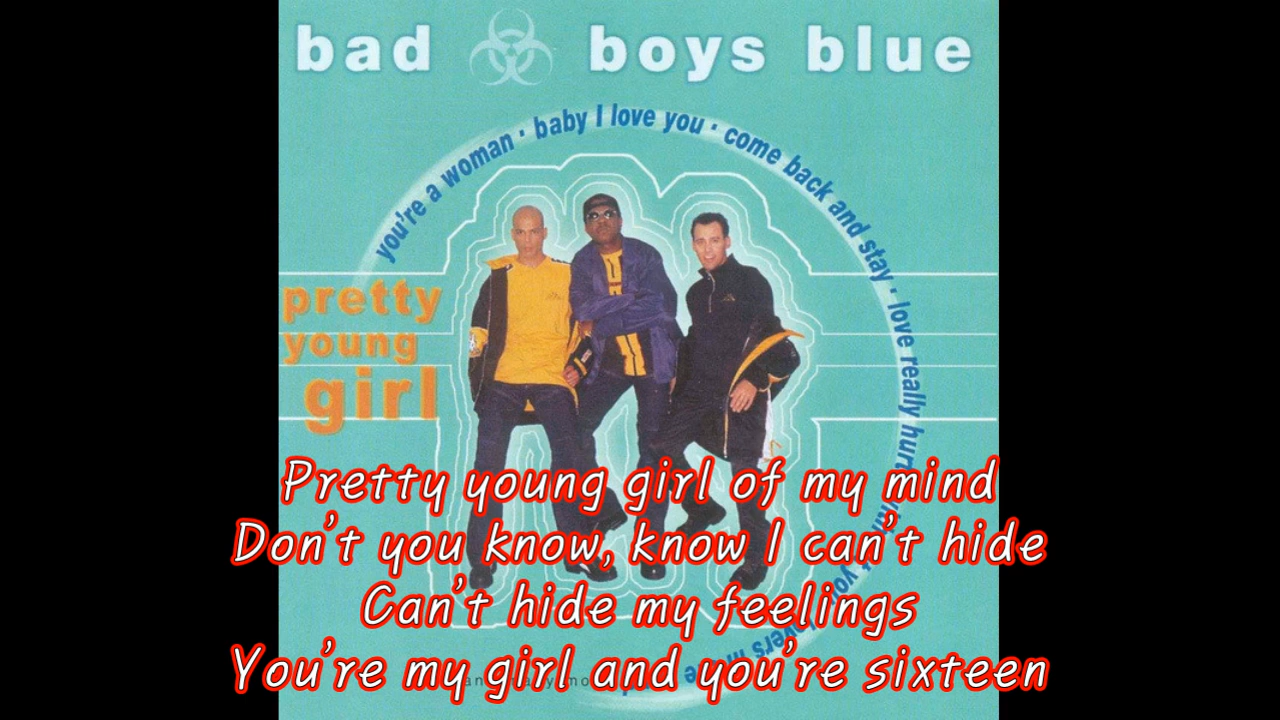 bad boys blue
you're a woman · baby I love you · come back and stay · love really hurt
pretty
young
girl
Pretty young girl of my mind
Don't you know, know I can't hide
Can't hide my feelings
You're my girl and you're sixteen